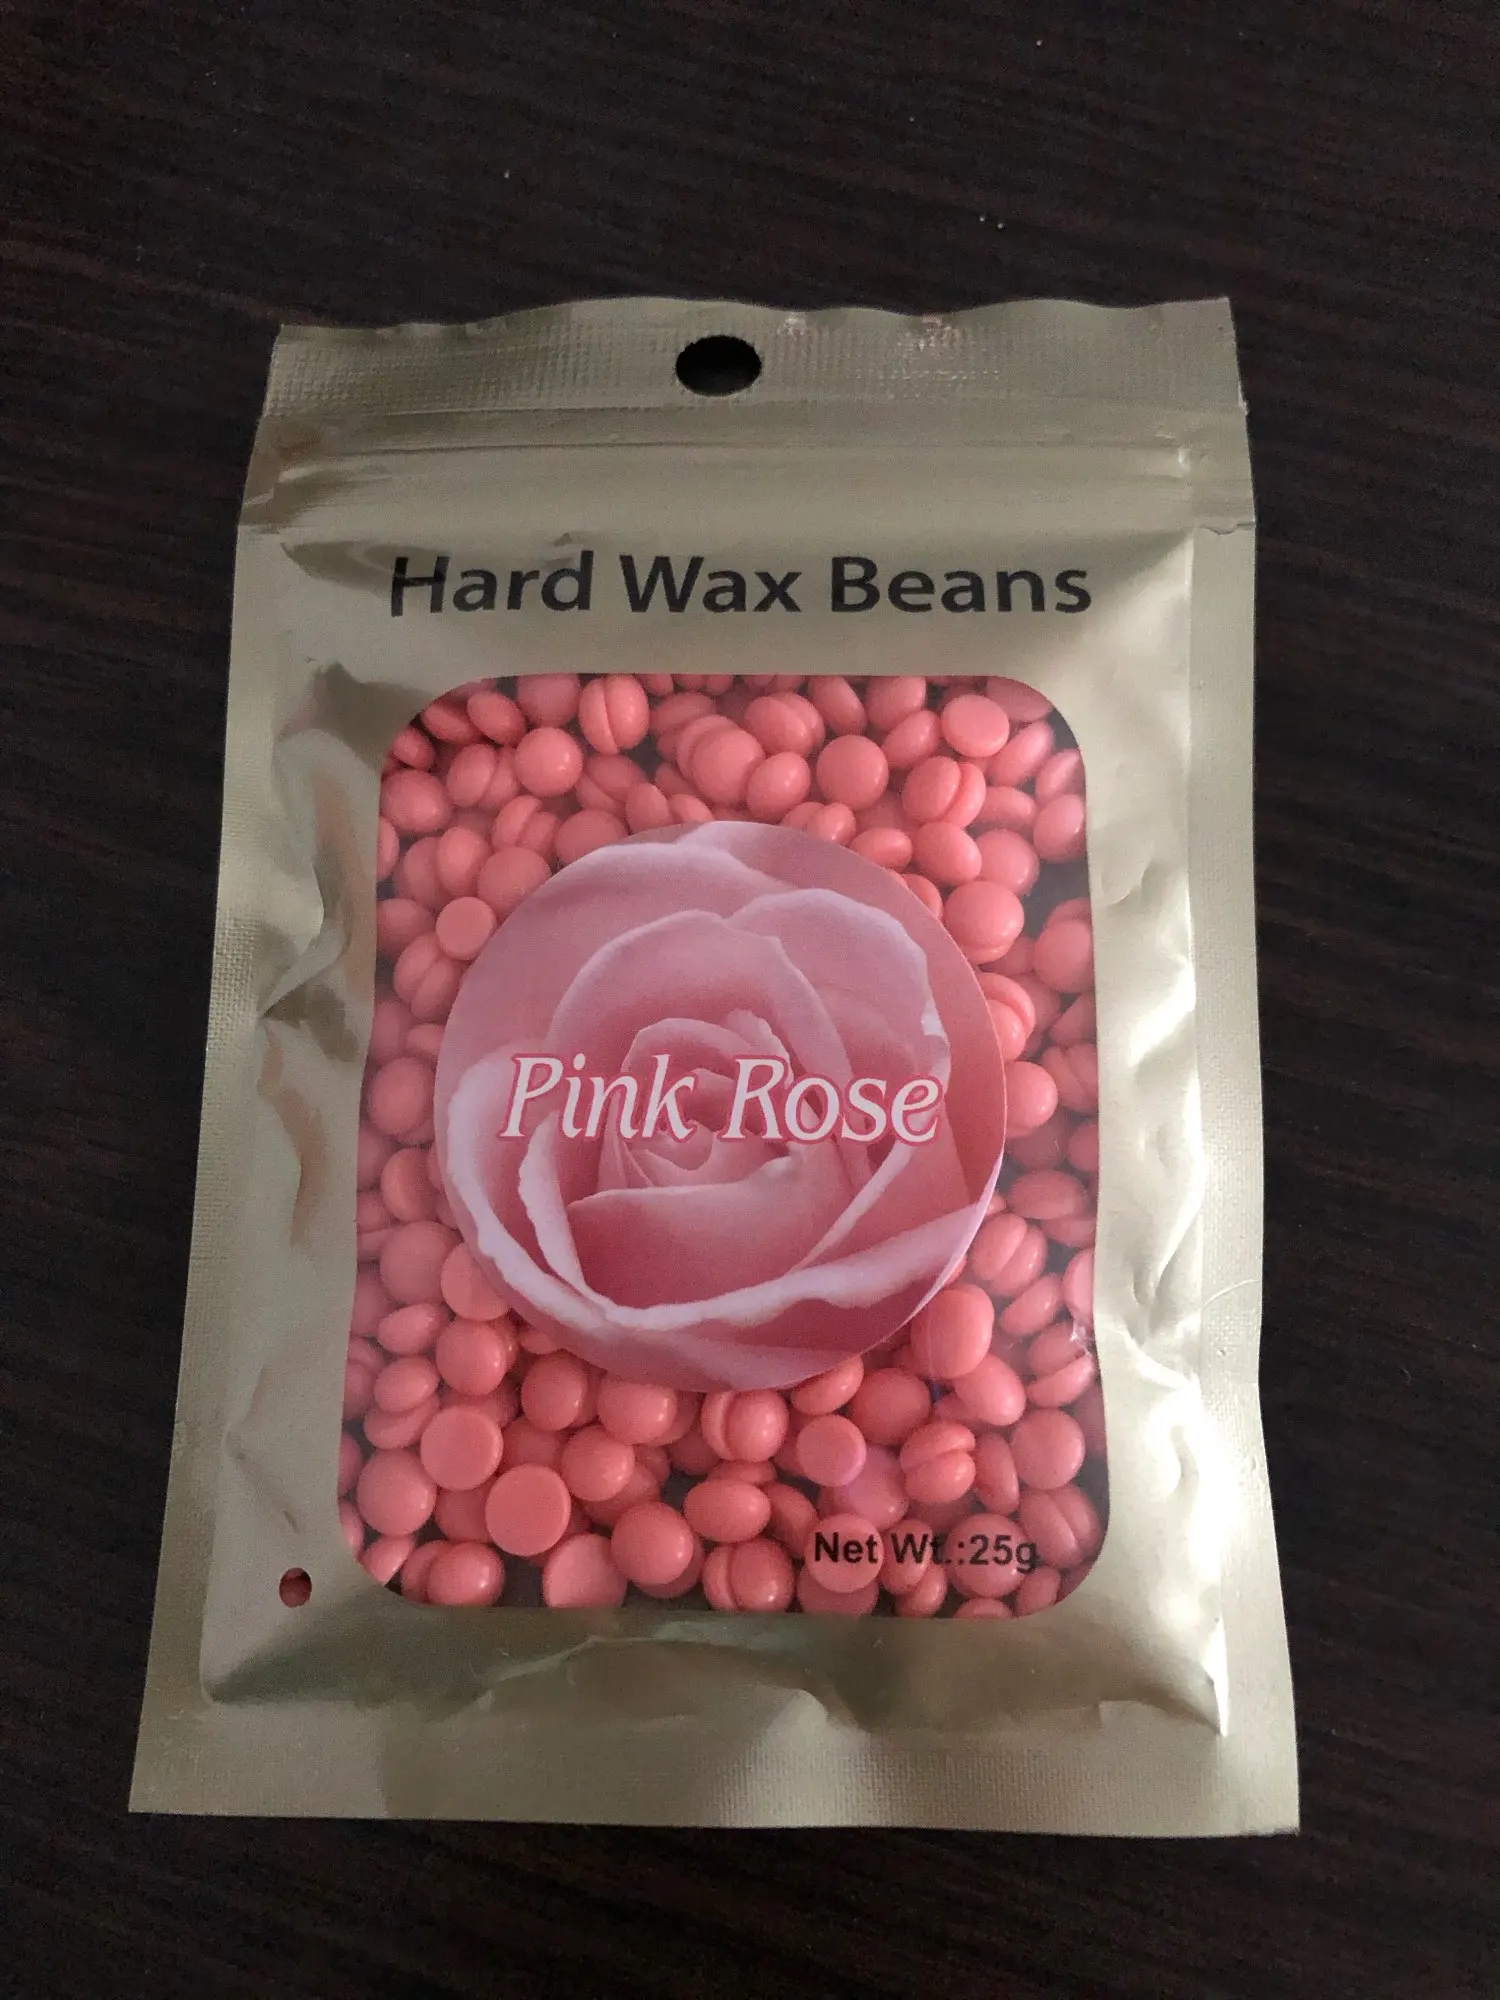 Hard Wax Beans
Pink Rose
Net Wt.:25g